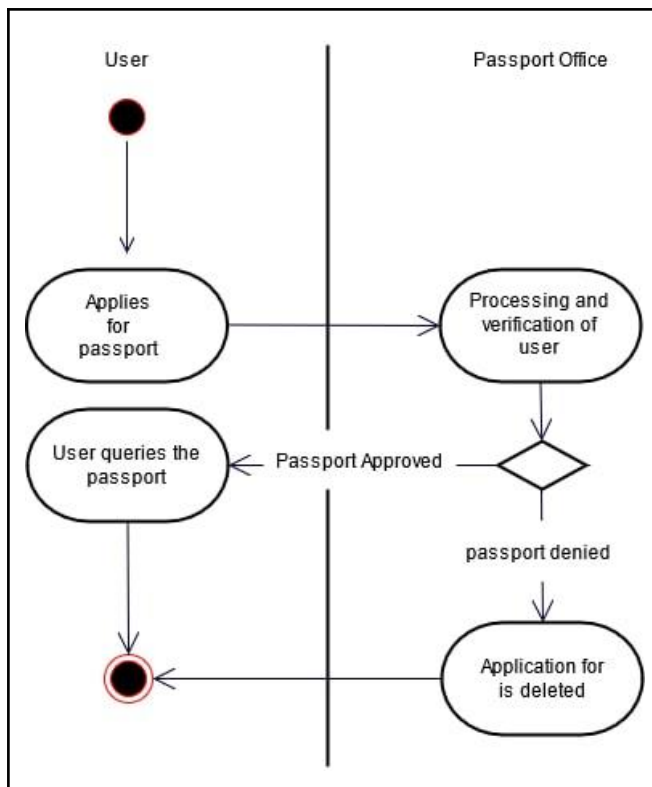 User
Passport Office
Applies
for
passport
Processing and
verification of
user
User queries the
passport
Passport Approved
passport denied
Application for
is deleted